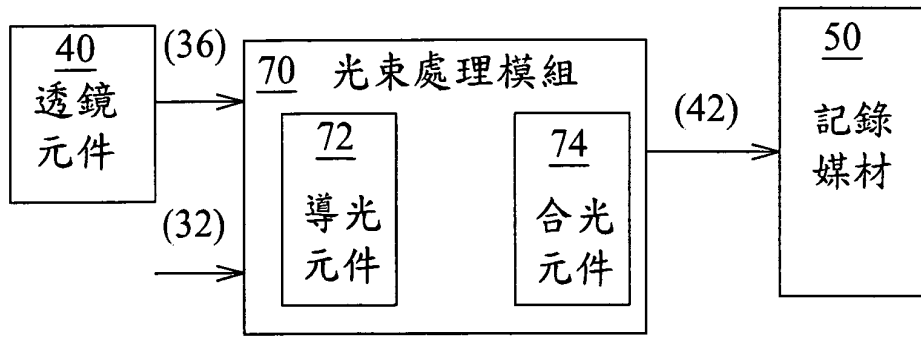 40
透鏡
元件
(36)
(32)
70 光束處理模組
72
導光
元件
74
合光
元件
(42)
50
記錄
媒材